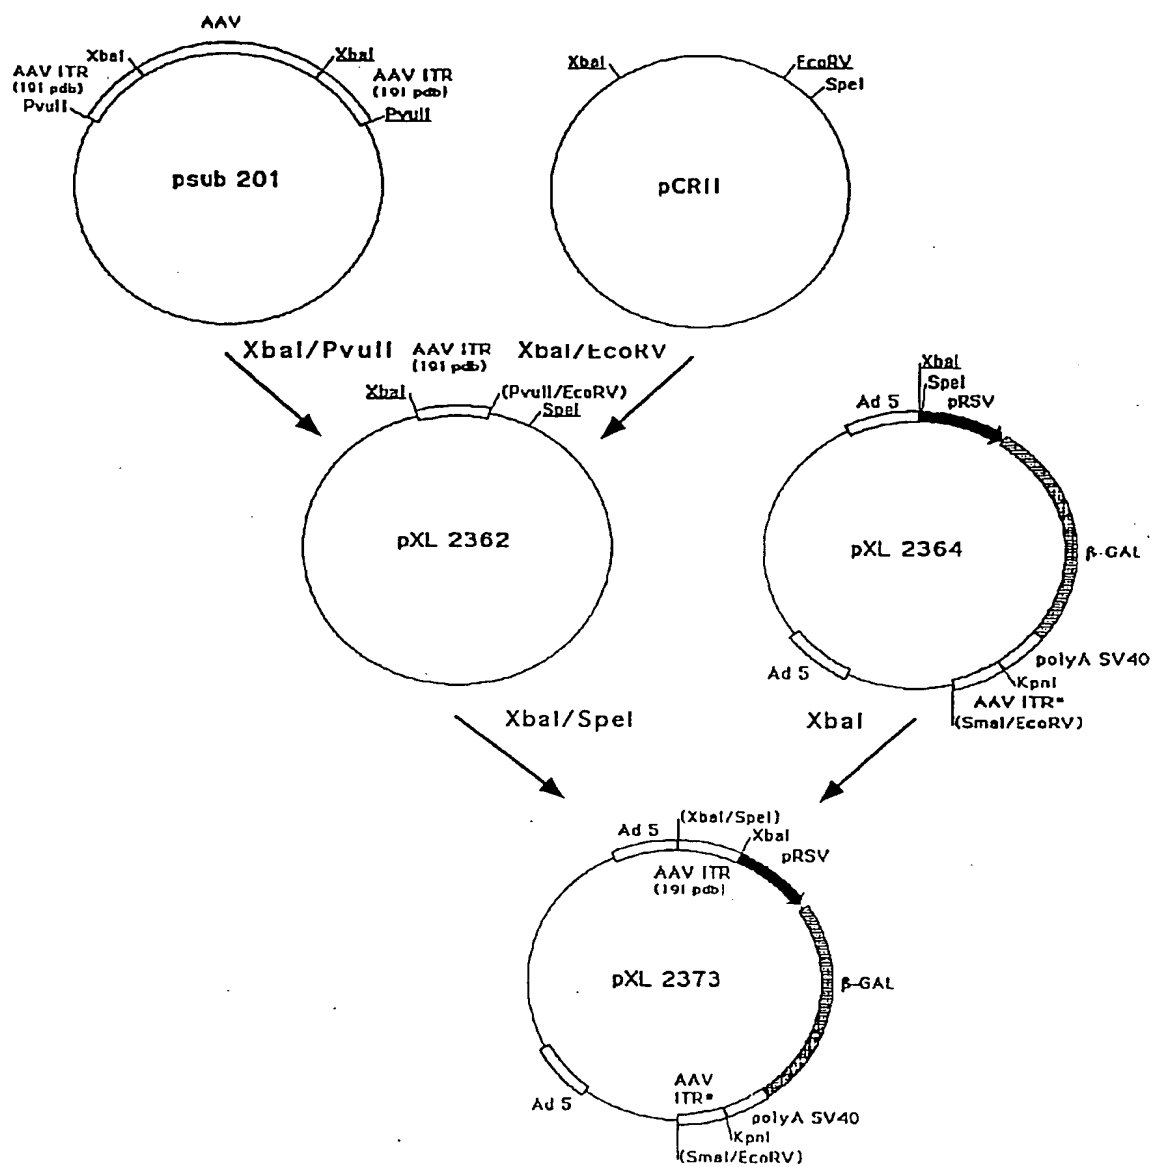 AAV
XbaI
XbaI
AAV ITR
(191 pdb)
AAV ITR
(191 pdb)
PvuII
PvuII
psub 201
XbaI
EcoRV
SpeI
pCRII
XbaI/PvuII
AAV ITR
(191 pdb)
XbaI/EcoRV
XbaI
(PvuII/EcoRV)
SpeI
pXL 2362
XbaI
SpeI
pRSV
Ad 5
pXL 2364
β-GAL
polyA SV40
KpnI
Ad 5
AAV ITR*
(SmaI/EcoRV)
XbaI/SpeI
XbaI
(XbaI/SpeI)
Ad 5
XbaI
pRSV
AAV ITR
(191 pdb)
pXL 2373
β-GAL
Ad 5
AAV
ITR*
polyA SV40
KpnI
(SmaI/EcoRV)